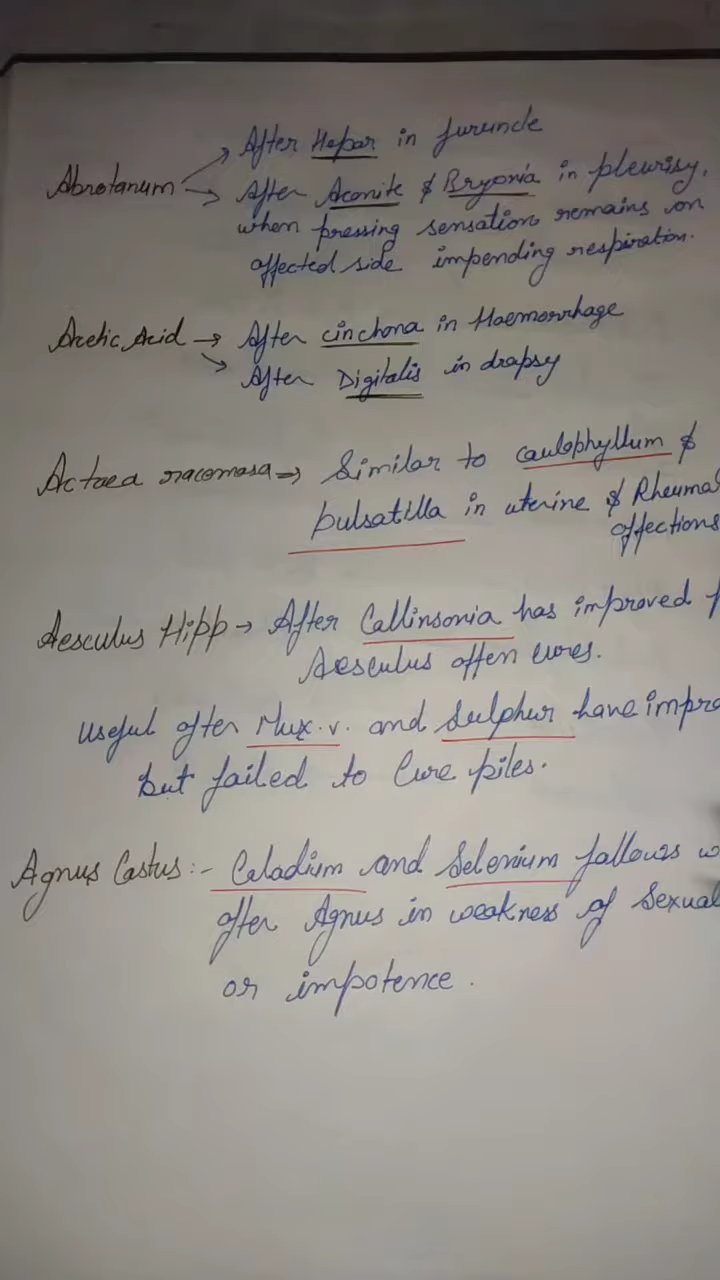 Abrotanum → After Hepar in furuncle
→ After Aconite & Bryonia in pleurisy,
when pressing sensation remains on
affected side impending respiration.
Acetic Acid → After cinchona in Haemorrhage
→ After Digitalis in drapsy
Actaea racemosa → Similar to caulophyllum &
pulsatilla in uterine & Rheuma
affections
Aesculus Hipp → After Callinsonia has improved
Aesculus often cures.
Useful after Nux.v. and Sulphur have impro
but failed to Cure piles.
Agnus Castus:- Caladium and Selenium follows
after Agnus in weakness of Sexual
or impotence.